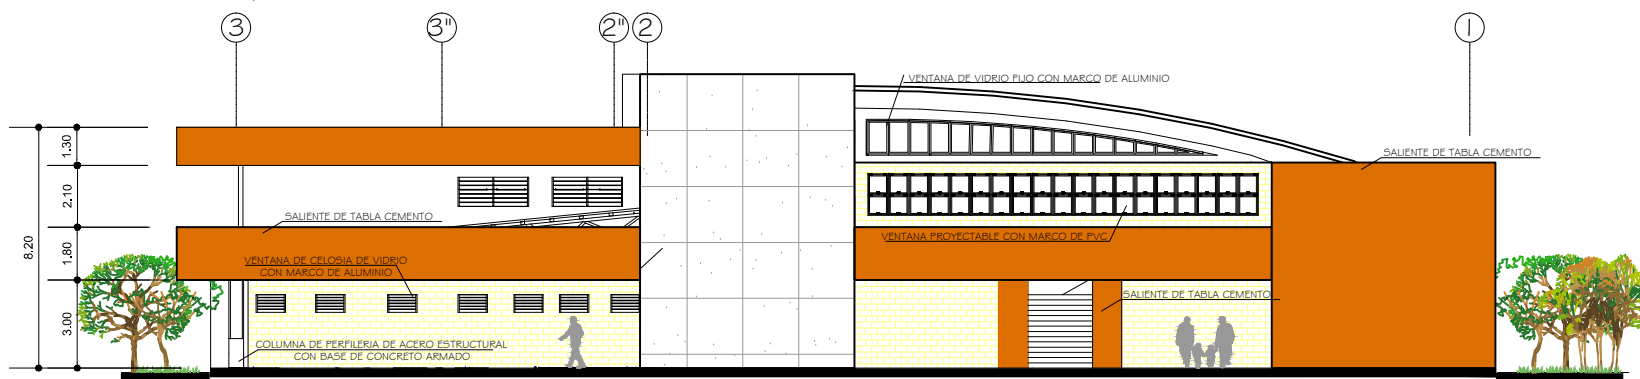 3
3"
2"
2
1
VENTANA DE VIDRIO FIJO CON MARCO DE ALUMINIO
SALIENTE DE TABLA CEMENTO
1.30
2.10
8.20
1.80
3.00
SALIENTE DE TABLA CEMENTO
VENTANA PROYECTABLE CON MARCO DE PVC
VENTANA DE CELOSIA DE VIDRIO
CON MARCO DE ALUMINIO
SALIENTE DE TABLA CEMENTO
COLUMNA DE PERFILERIA DE ACERO ESTRUCTURAL
CON BASE DE CONCRETO ARMADO